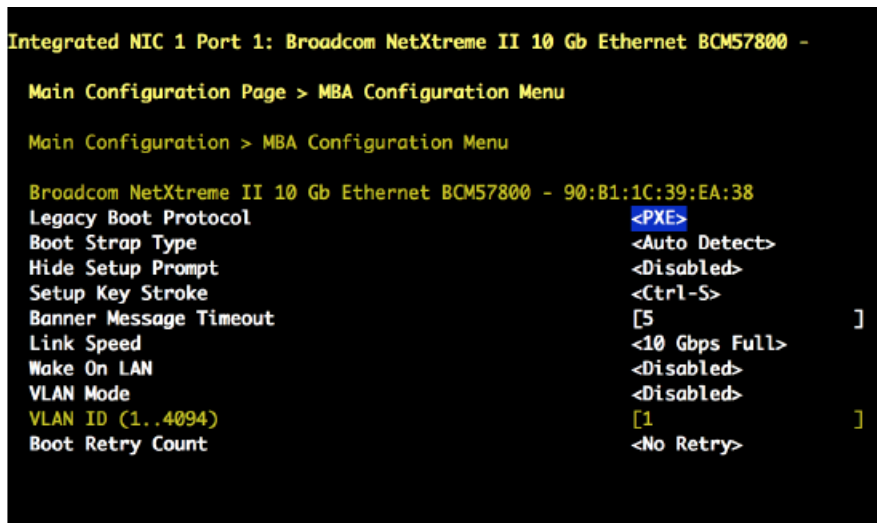 Integrated NIC 1 Port 1: Broadcom NetXtreme II 10 Gb Ethernet BCM57800 -
Main Configuration Page > MBA Configuration Menu
Main Configuration > MBA Configuration Menu
Broadcom NetXtreme II 10 Gb Ethernet BCM57800 - 90:B1:1C:39:EA:38
Legacy Boot Protocol <PXE>
Boot Strap Type <Auto Detect>
Hide Setup Prompt <Disabled>
Setup Key Stroke <Ctrl-S>
Banner Message Timeout [5 ]
Link Speed <10 Gbps Full>
Wake On LAN <Disabled>
VLAN Mode <Disabled>
VLAN ID (1..4094) [1 ]
Boot Retry Count <No Retry>